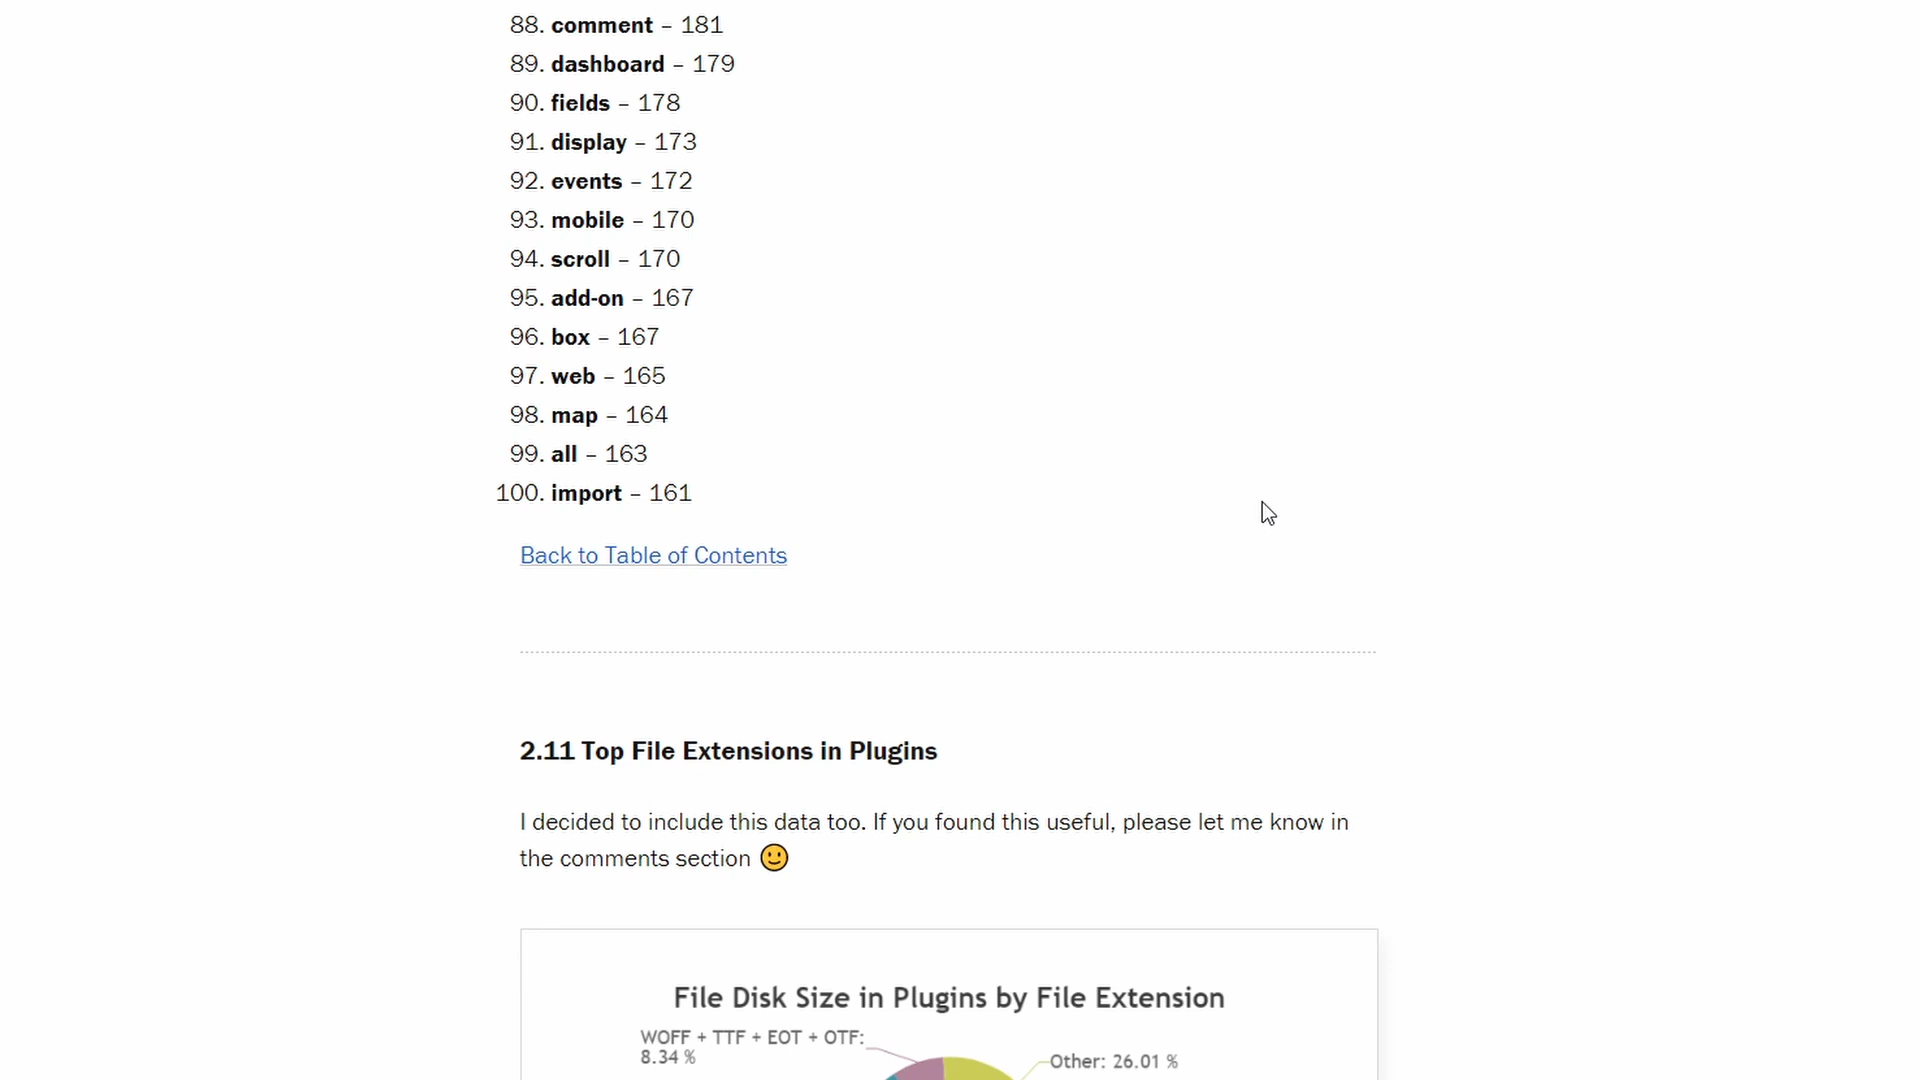 88. comment – 181
89. dashboard – 179
90. fields – 178
91. display – 173
92. events – 172
93. mobile – 170
94. scroll – 170
95. add-on – 167
96. box – 167
97. web – 165
98. map – 164
99. all – 163
100. import – 161
Back to Table of Contents
2.11 Top File Extensions in Plugins
I decided to include this data too. If you found this useful, please let me know in
the comments section 🙂
File Disk Size in Plugins by File Extension
WOFF + TTF + EOT + OTF:
8.34 %
Other: 26.01 %